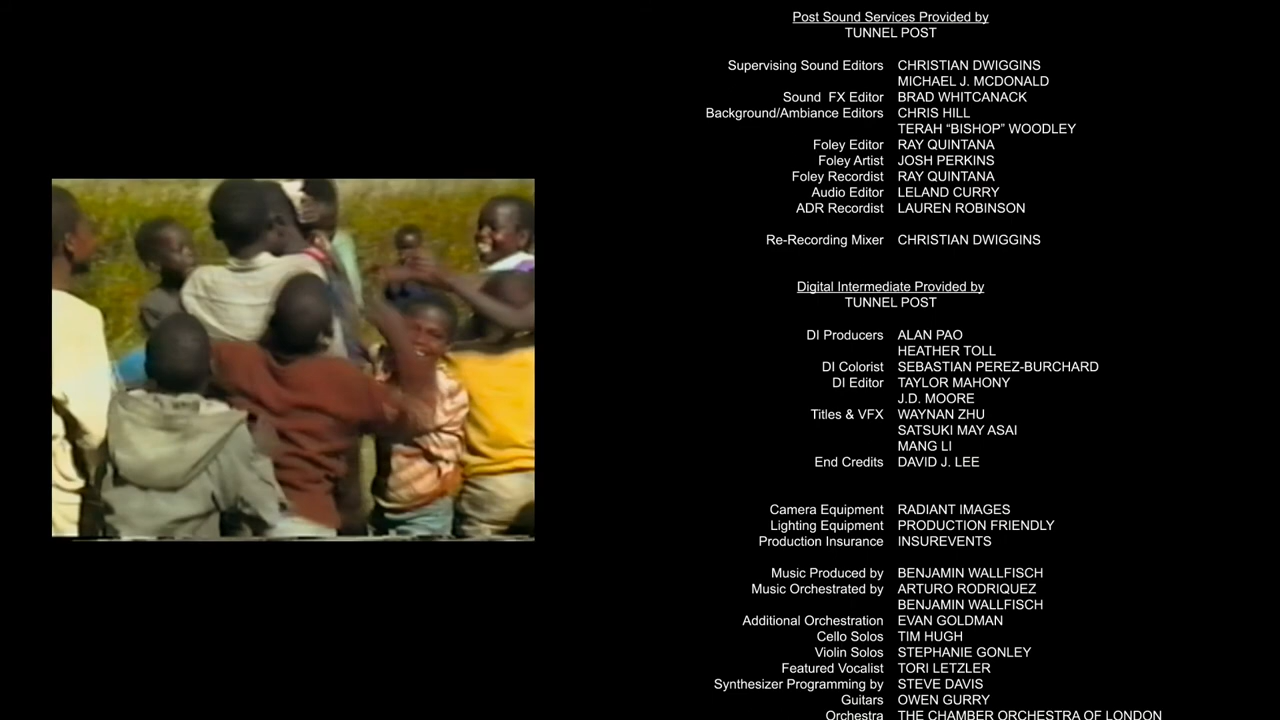 Post Sound Services Provided by
TUNNEL POST
Supervising Sound Editors CHRISTIAN DWIGGINS
MICHAEL J. MCDONALD
Sound  FX Editor BRAD WHITCANACK
Background/Ambiance Editors CHRIS HILL
TERAH “BISHOP” WOODLEY
Foley Editor RAY QUINTANA
Foley Artist JOSH PERKINS
Foley Recordist RAY QUINTANA
Audio Editor LELAND CURRY
ADR Recordist LAUREN ROBINSON
Re-Recording Mixer CHRISTIAN DWIGGINS
Digital Intermediate Provided by
TUNNEL POST
DI Producers ALAN PAO
HEATHER TOLL
DI Colorist SEBASTIAN PEREZ-BURCHARD
DI Editor TAYLOR MAHONY
J.D. MOORE
Titles & VFX WAYNAN ZHU
SATSUKI MAY ASAI
MANG LI
End Credits DAVID J. LEE
Camera Equipment RADIANT IMAGES
Lighting Equipment PRODUCTION FRIENDLY
Production Insurance INSUREVENTS
Music Produced by BENJAMIN WALLFISCH
Music Orchestrated by ARTURO RODRIQUEZ
BENJAMIN WALLFISCH
Additional Orchestration EVAN GOLDMAN
Cello Solos TIM HUGH
Violin Solos STEPHANIE GONLEY
Featured Vocalist TORI LETZLER
Synthesizer Programming by STEVE DAVIS
Guitars OWEN GURRY
Orchestra THE CHAMBER ORCHESTRA OF LONDON